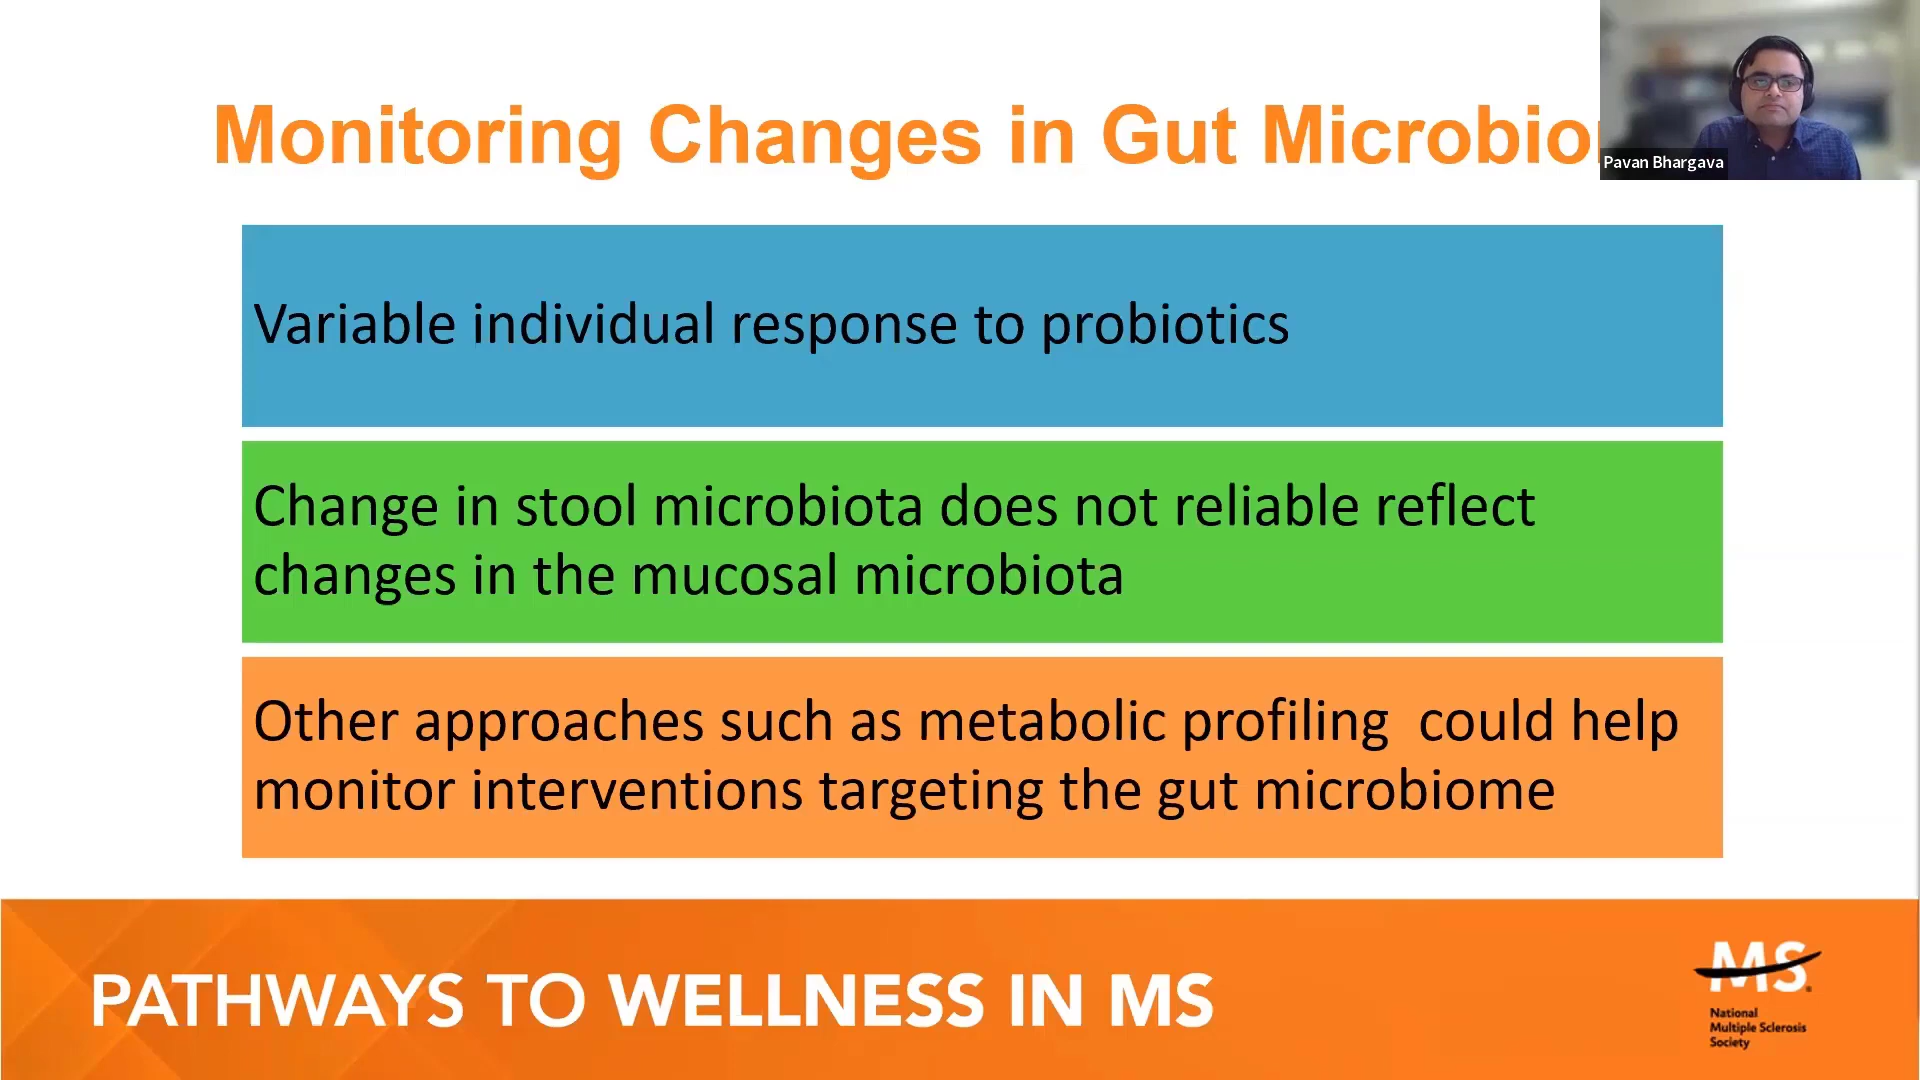 Monitoring Changes in Gut Microbio
Pavan Bhargava
Variable individual response to probiotics
Change in stool microbiota does not reliable reflect
changes in the mucosal microbiota
Other approaches such as metabolic profiling could help
monitor interventions targeting the gut microbiome
PATHWAYS TO WELLNESS IN MS
MS
National
Multiple Sclerosis
Society